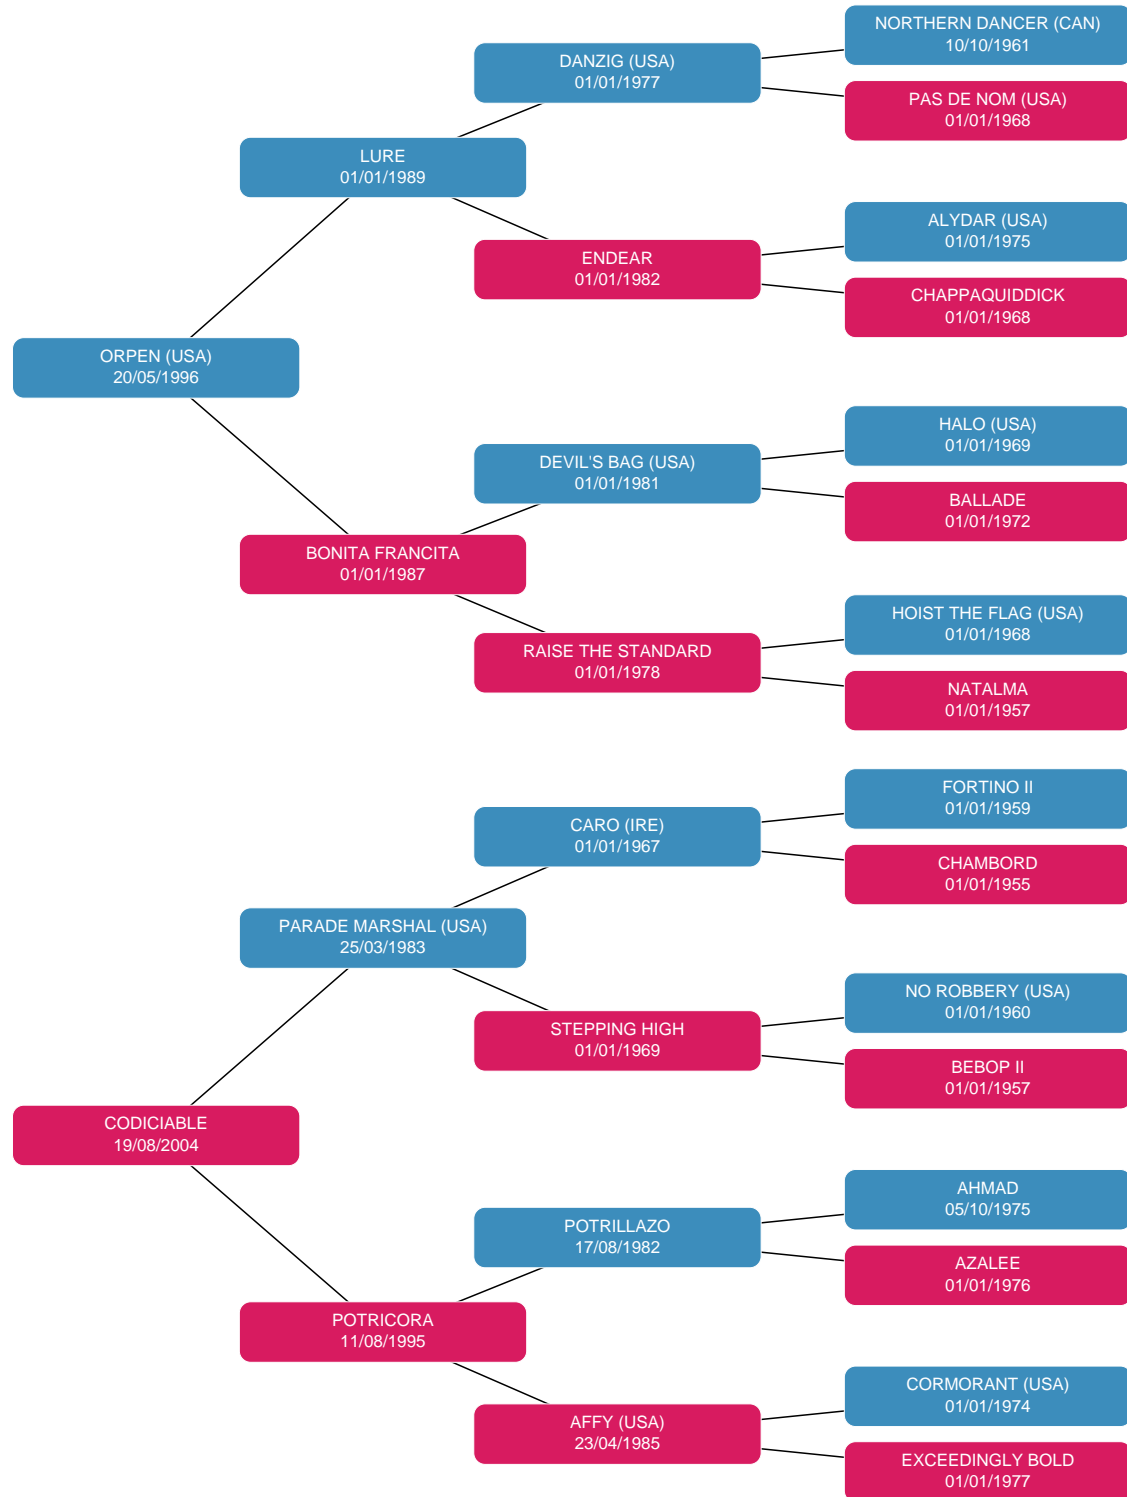 NORTHERN DANCER (CAN)
10/10/1961
DANZIG (USA)
01/01/1977
PAS DE NOM (USA)
01/01/1968
LURE
01/01/1989
ALYDAR (USA)
01/01/1975
ENDEAR
01/01/1982
CHAPPAQUIDDICK
01/01/1968
ORPEN (USA)
20/05/1996
HALO (USA)
01/01/1969
DEVIL'S BAG (USA)
01/01/1981
BALLADE
01/01/1972
BONITA FRANCITA
01/01/1987
HOIST THE FLAG (USA)
01/01/1968
RAISE THE STANDARD
01/01/1978
NATALMA
01/01/1957
FORTINO II
01/01/1959
CARO (IRE)
01/01/1967
CHAMBORD
01/01/1955
PARADE MARSHAL (USA)
25/03/1983
NO ROBBERY (USA)
01/01/1960
STEPPING HIGH
01/01/1969
BEBOP II
01/01/1957
CODICIABLE
19/08/2004
AHMAD
05/10/1975
POTRILLAZO
17/08/1982
AZALEE
01/01/1976
POTRICORA
11/08/1995
CORMORANT (USA)
01/01/1974
AFFY (USA)
23/04/1985
EXCEEDINGLY BOLD
01/01/1977